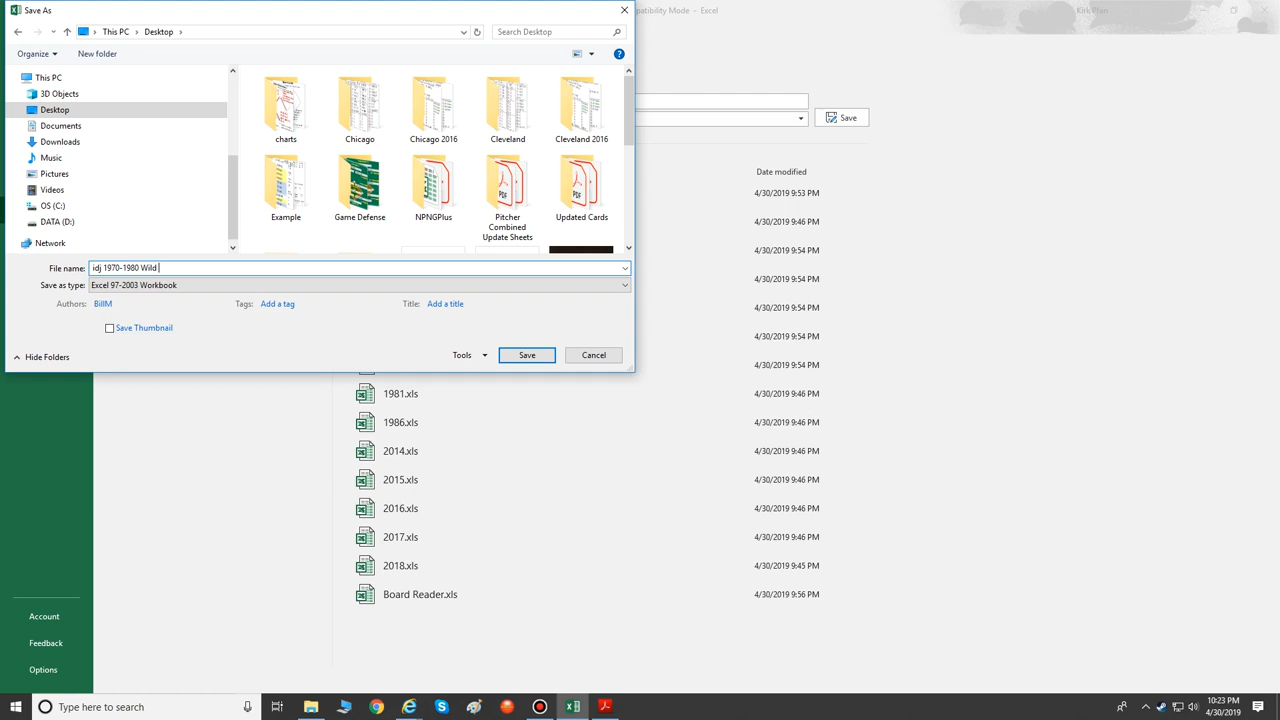 Save As
patibility Mode - Excel
Kirk Plan
This PC
Desktop
Search Desktop
Organize
New folder
This PC
3D Objects
Desktop
Documents
Downloads
Music
Pictures
Videos
OS (C:)
DATA (D:)
Network
charts
Chicago
Chicago 2016
Cleveland
Cleveland 2016
Example
Game Defense
NPNGPlus
Pitcher
Combined
Update Sheets
Updated Cards
File name:
idj 1970-1980 Wild
Save as type:
Excel 97-2003 Workbook
Authors:
BillM
Tags:
Add a tag
Title:
Add a title
Save Thumbnail
Hide Folders
Tools
Save
Cancel
Save
Date modified
4/30/2019 9:53 PM
4/30/2019 9:46 PM
4/30/2019 9:54 PM
4/30/2019 9:46 PM
4/30/2019 9:54 PM
4/30/2019 9:54 PM
4/30/2019 9:54 PM
1981.xls
4/30/2019 9:46 PM
1986.xls
4/30/2019 9:46 PM
2014.xls
4/30/2019 9:46 PM
2015.xls
4/30/2019 9:46 PM
2016.xls
4/30/2019 9:46 PM
2017.xls
4/30/2019 9:46 PM
2018.xls
4/30/2019 9:45 PM
Board Reader.xls
4/30/2019 9:56 PM
Account
Feedback
Options
Type here to search
10:23 PM
4/30/2019